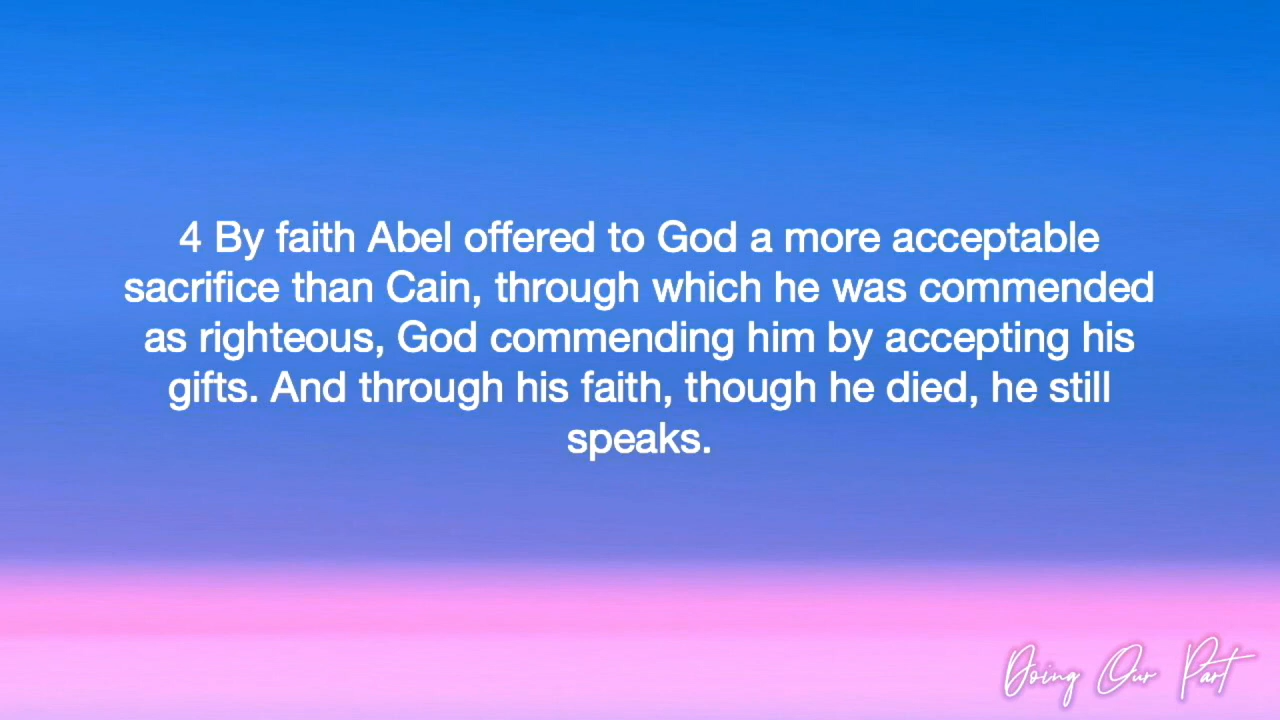 4 By faith Abel offered to God a more acceptable
sacrifice than Cain, through which he was commended
as righteous, God commending him by accepting his
gifts. And through his faith, though he died, he still
speaks.
Doing Our Part